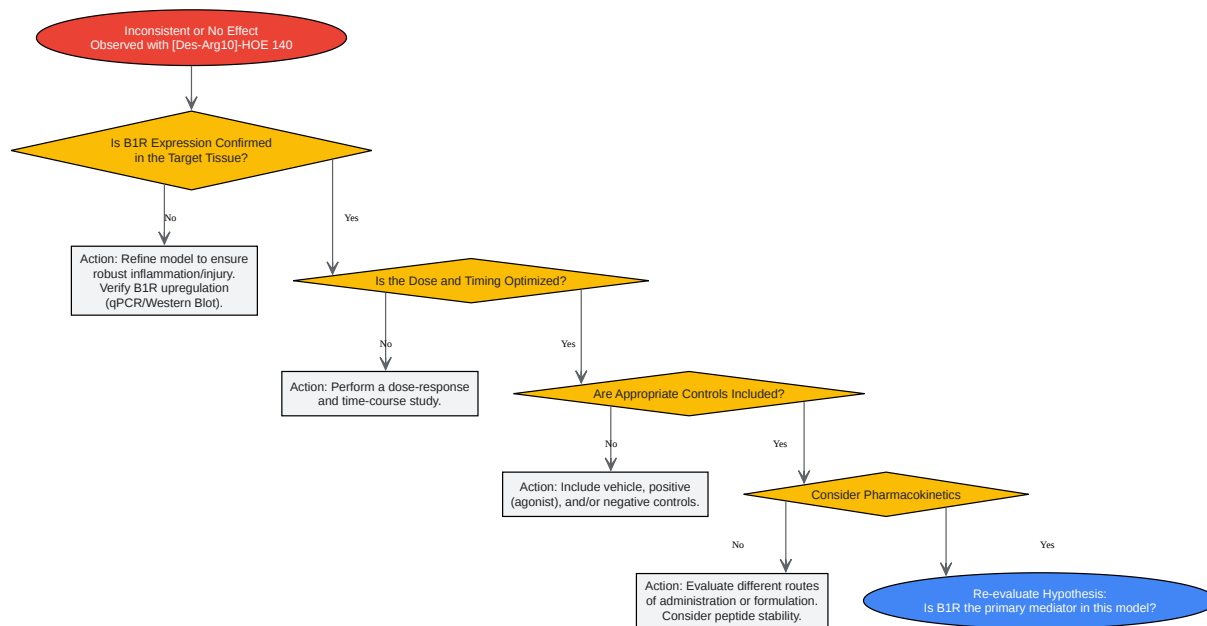 Inconsistent or No Effect
Observed with [Des-Arg10]-HOE 140
Is B1R Expression Confirmed
in the Target Tissue?
No
Yes
Action: Refine model to ensure
robust inflammation/injury.
Verify B1R upregulation
(qPCR/Western Blot).
Is the Dose and Timing Optimized?
No
Yes
Action: Perform a dose-response
and time-course study.
Are Appropriate Controls Included?
No
Yes
Action: Include vehicle, positive
(agonist), and/or negative controls.
Consider Pharmacokinetics
No
Yes
Action: Evaluate different routes
of administration or formulation.
Consider peptide stability.
Re-evaluate Hypothesis:
Is B1R the primary mediator in this model?